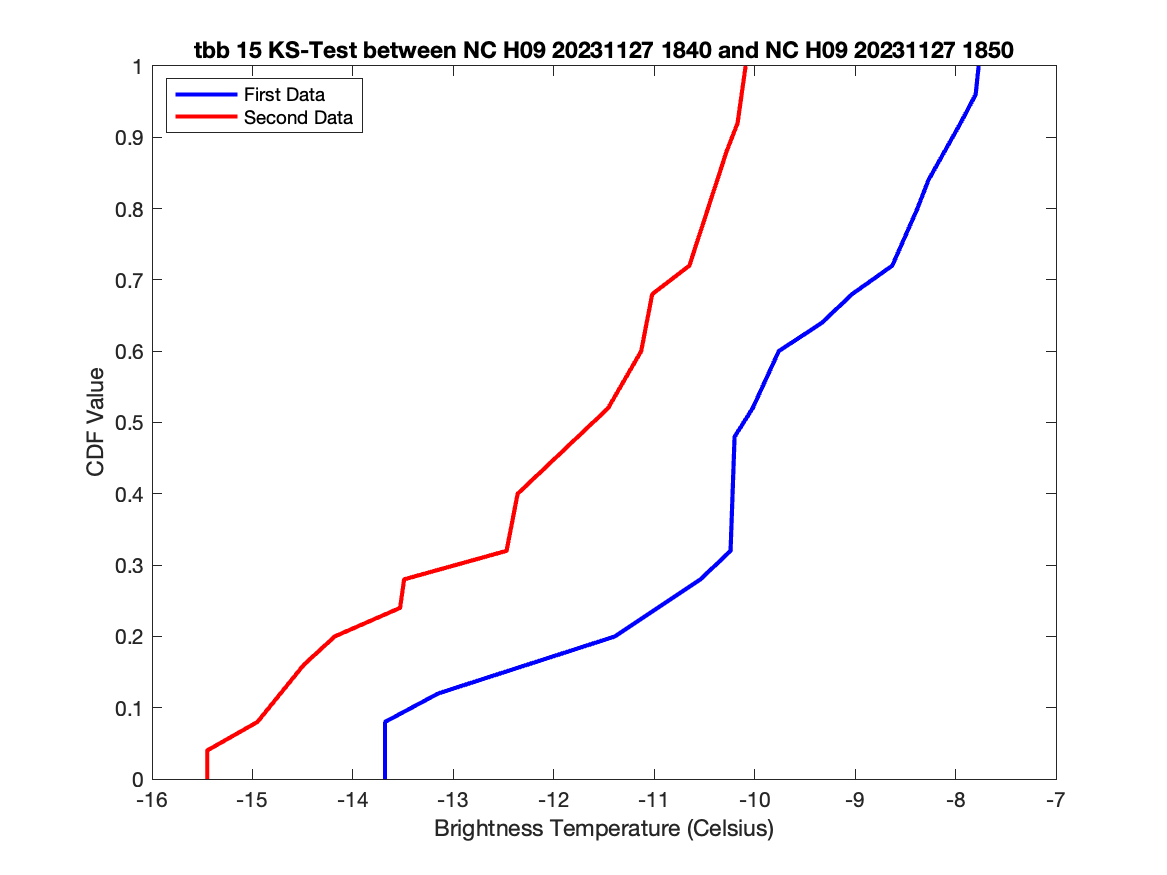 tbb 15 KS-Test between NC H09 20231127 1840 and NC H09 20231127 1850
First Data
Second Data
1
0.9
0.8
0.7
0.6
0.5
0.4
0.3
0.2
0.1
0
CDF Value
-16 -15 -14 -13 -12 -11 -10 -9 -8 -7
Brightness Temperature (Celsius)